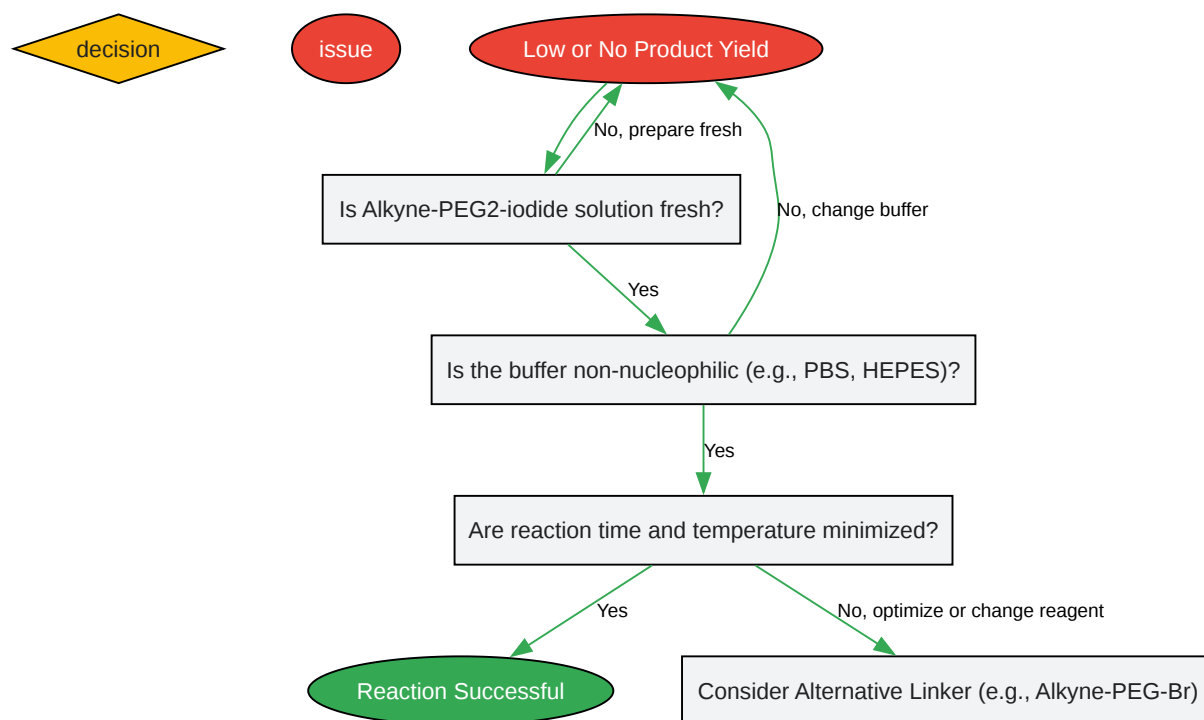 decision
issue
Low or No Product Yield
No, prepare fresh
Is Alkyne-PEG2-iodide solution fresh?
No, change buffer
Yes
Is the buffer non-nucleophilic (e.g., PBS, HEPES)?
Yes
Are reaction time and temperature minimized?
Yes
No, optimize or change reagent
Reaction Successful
Consider Alternative Linker (e.g., Alkyne-PEG-Br)